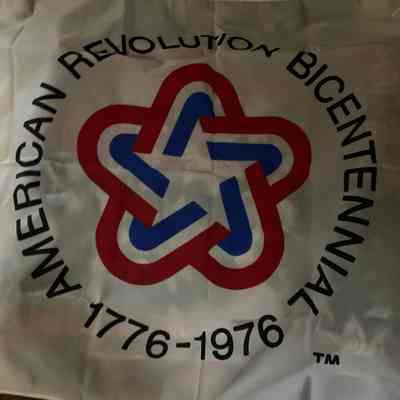 AMERICAN REVOLUTION BICENTENNIAL
1776-1976
TM